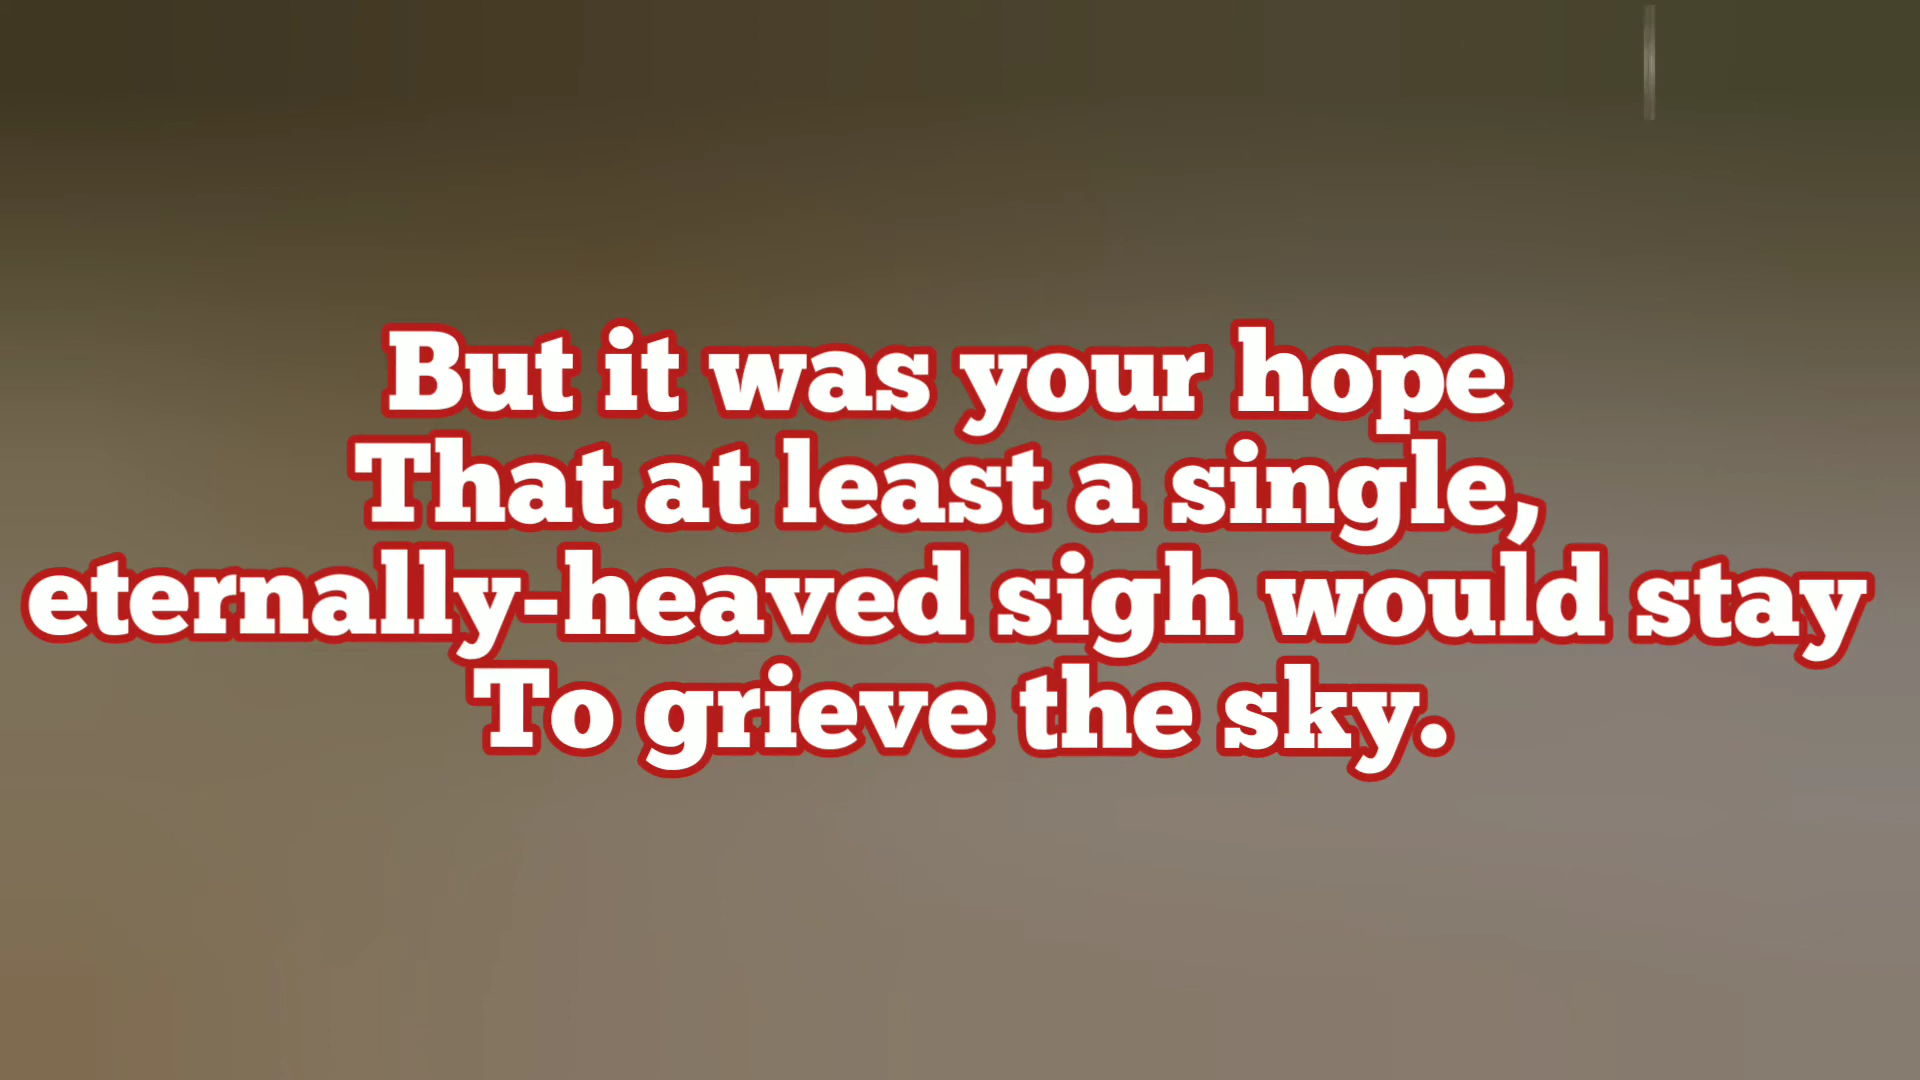 But it was your hope
That at least a single,
eternally-heaved sigh would stay
To grieve the sky.